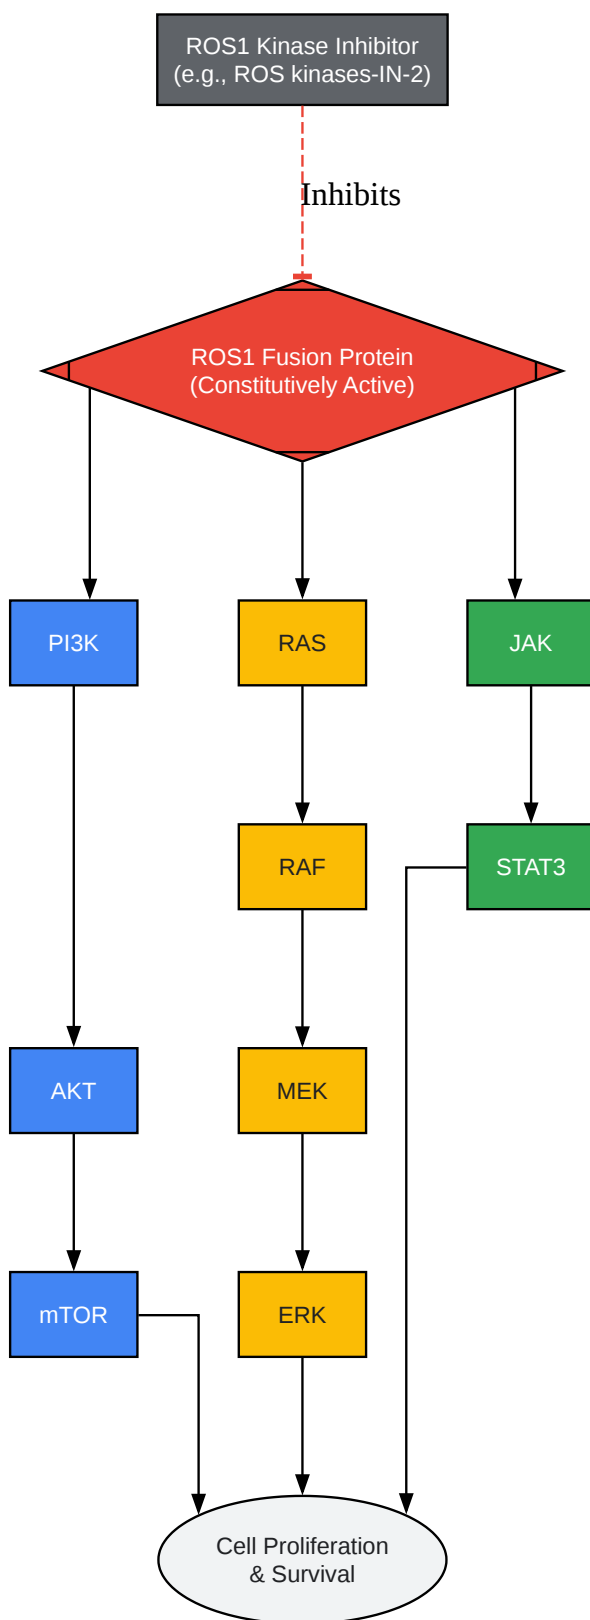 ROS1 Kinase Inhibitor
(e.g., ROS kinases-IN-2)
Inhibits
ROS1 Fusion Protein
(Constitutively Active)
PI3K
RAS
JAK
RAF
STAT3
AKT
MEK
mTOR
ERK
Cell Proliferation
& Survival